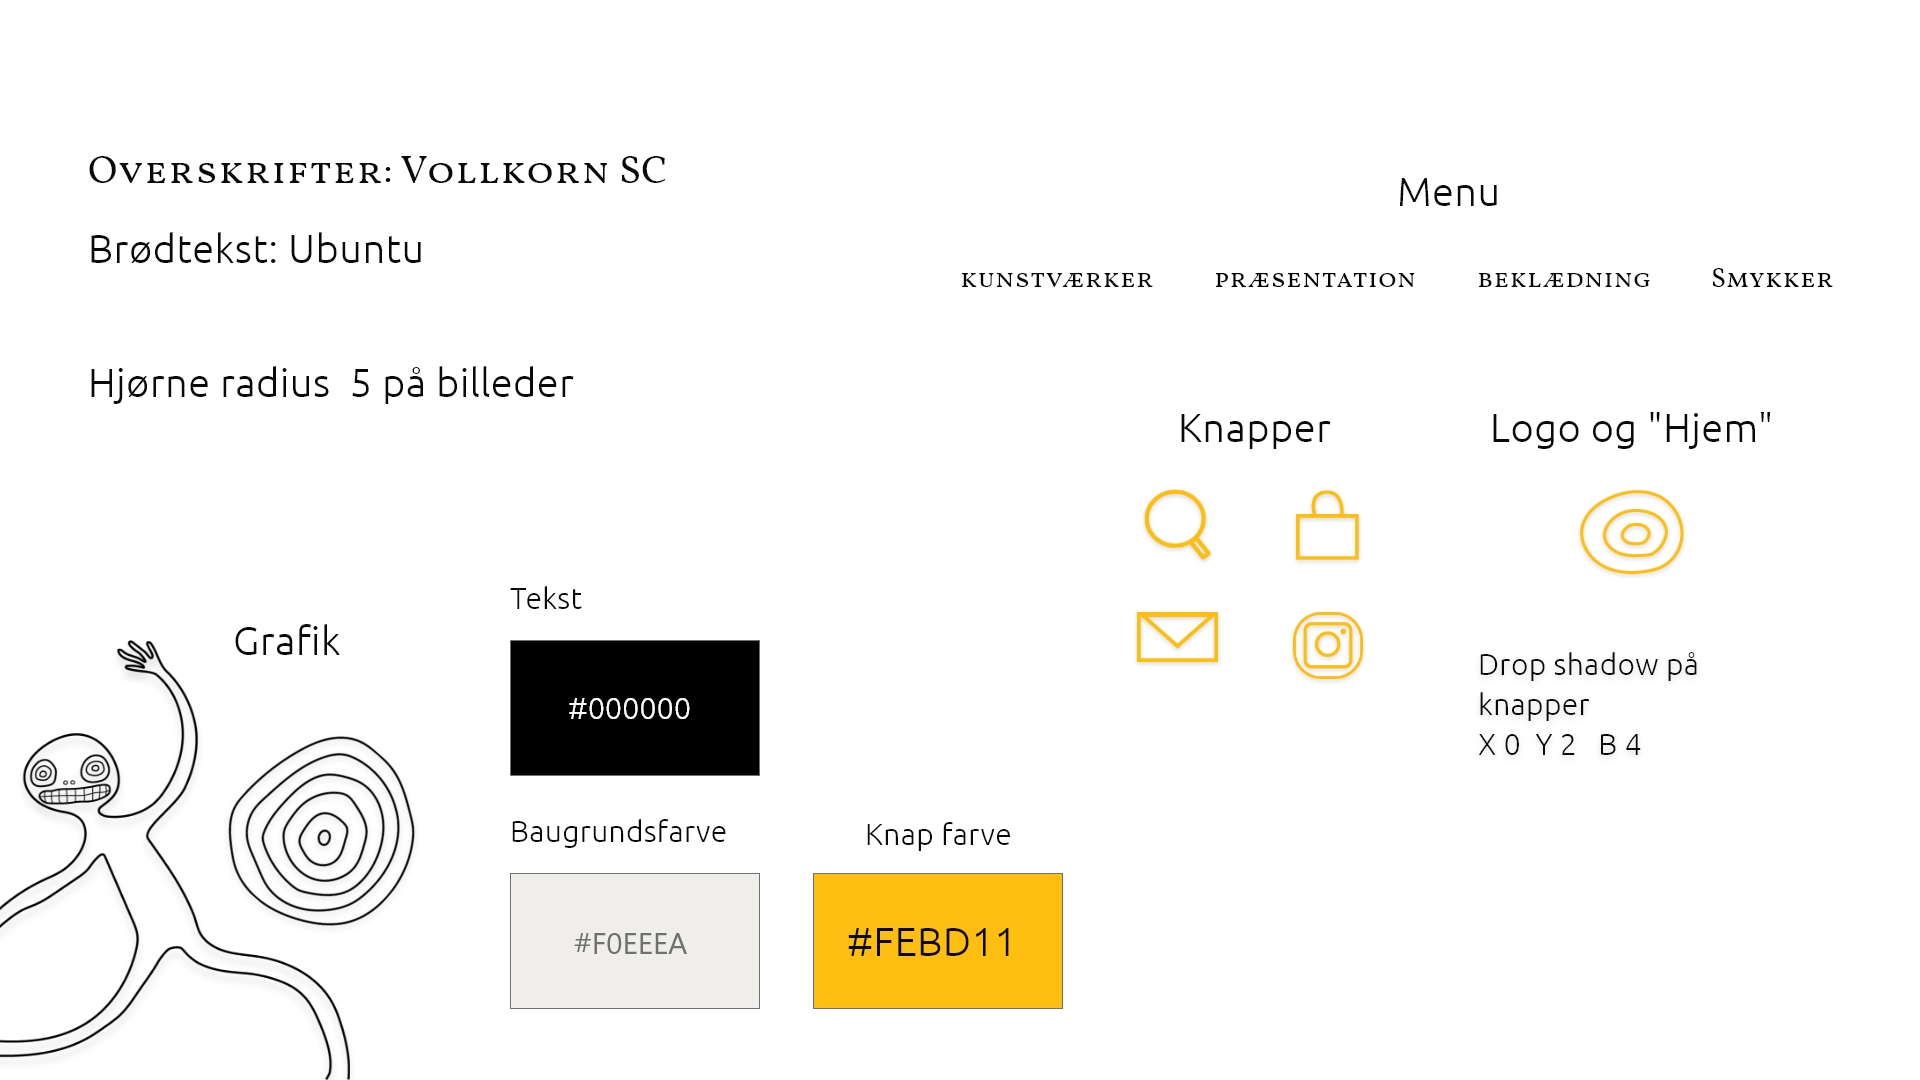 Overskrifter: Vollkorn SC
Brødtekst: Ubuntu
Hjørne radius 5 på billeder
Menu
kunstværker præsentation beklædning Smykker
Knapper
Logo og "Hjem"
Drop shadow på
knapper
X 0 Y 2 B 4
Grafik
Tekst
#000000
Baugrundsfarve
#F0EEEA
Knap farve
#FEBD11